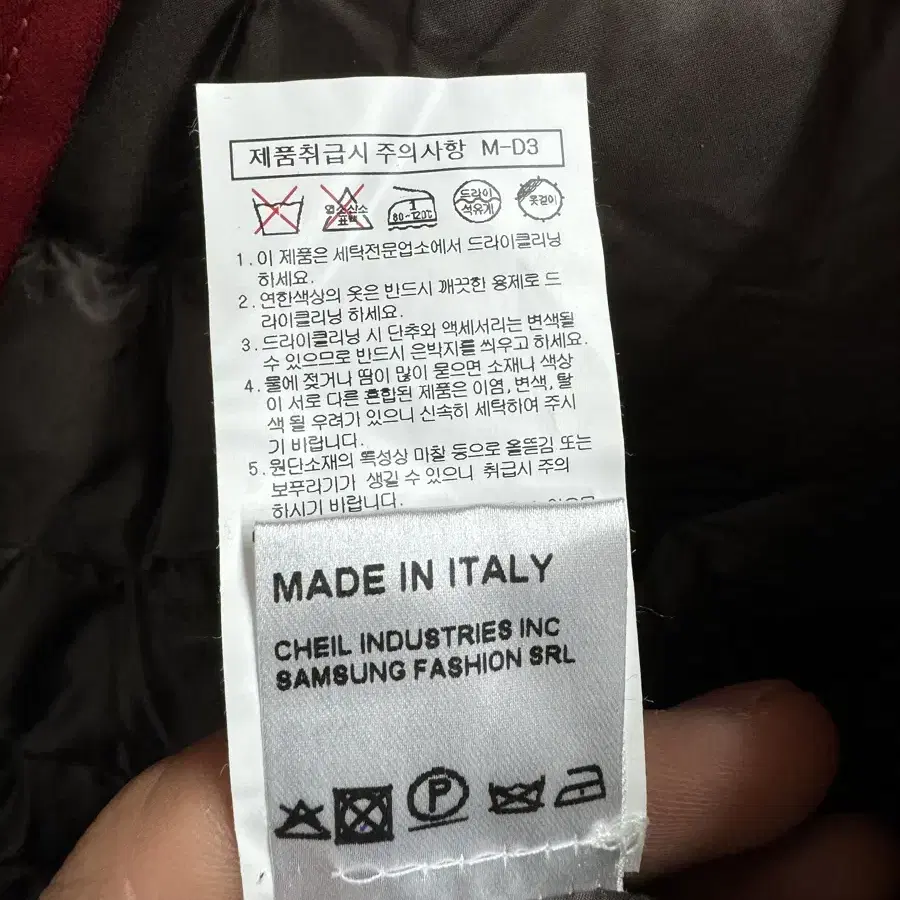 제품취급시 주의사항 M-D3
염소산소
표백
1
80-120℃
드라이
석유계
옷걸이
1. 이 제품은 세탁전문업소에서 드라이클리닝
하세요.
2. 연한색상의 옷은 반드시 깨끗한 용제로 드
라이클리닝 하세요.
3. 드라이클리닝 시 단추와 액세서리는 변색될
수 있으므로 반드시 은박지를 씌우고 하세요.
4. 물에 젖거나 땀이 많이 묻으면 소재나 색상
이 서로 다른 혼합된 제품은 이염, 변색, 탈
색 될 우려가 있으니 신속히 세탁하여 주시
기 바랍니다.
5. 원단소재의 특성상 마찰 등으로 올뜯김 또는
보푸리기가 생길 수 있으니 취급시 주의
하시기 바랍니다.
MADE IN ITALY
CHEIL INDUSTRIES INC
SAMSUNG FASHION SRL
P